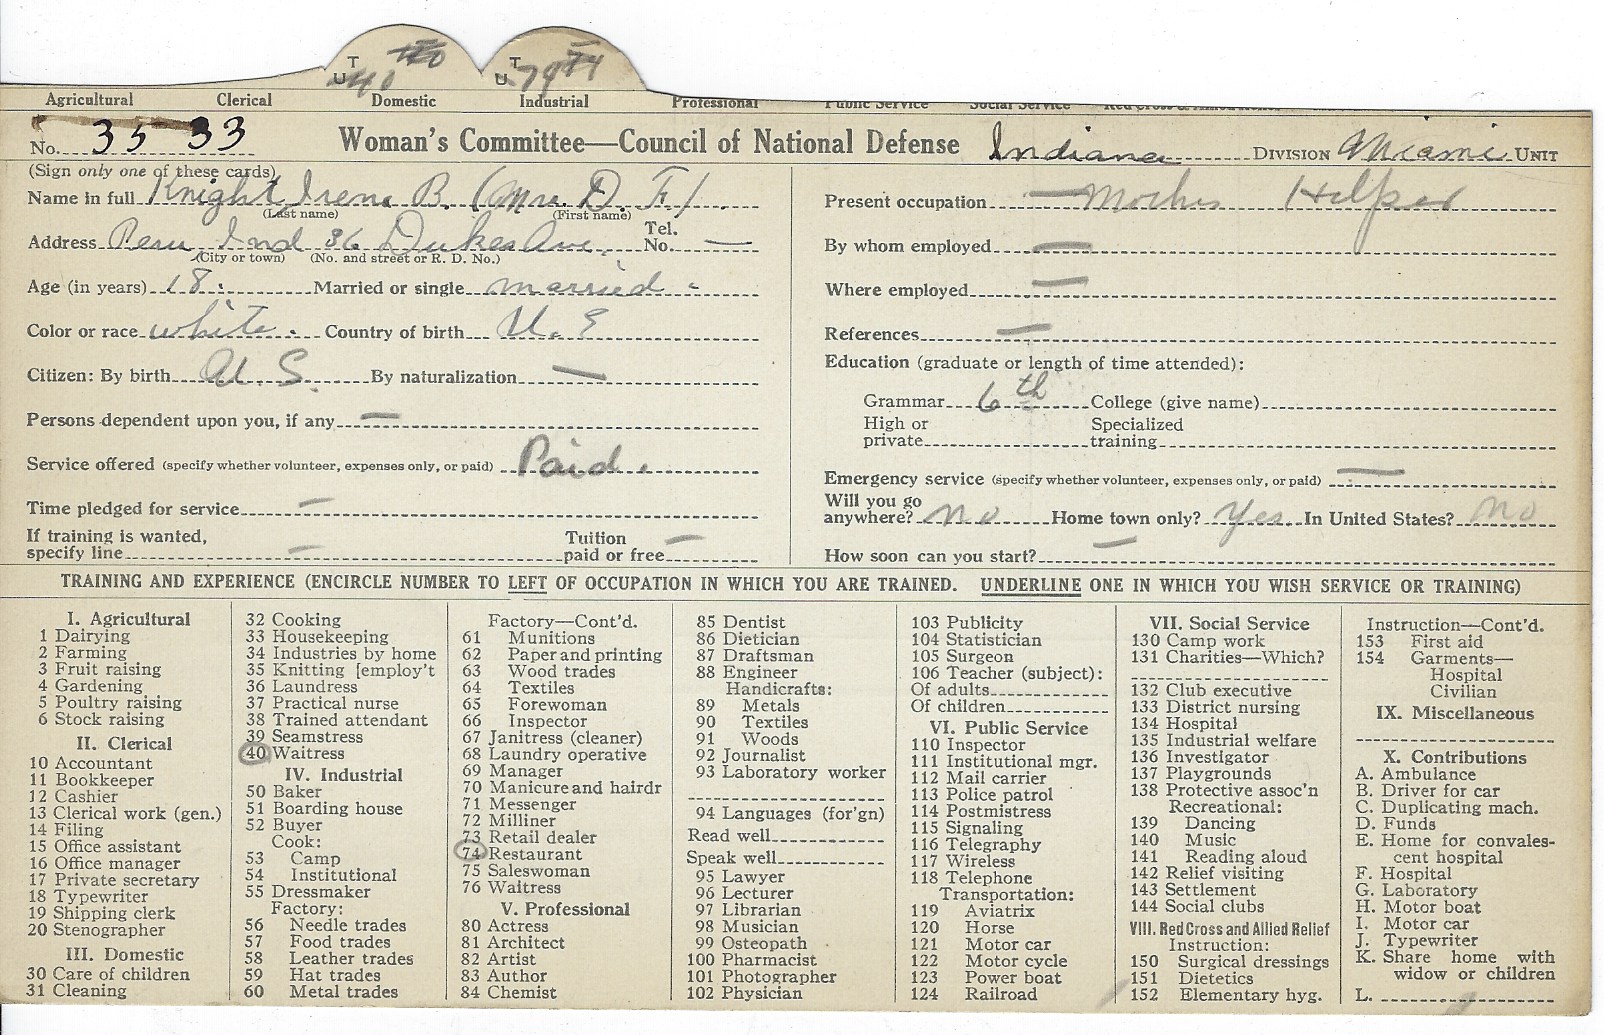 T U 40 T U 74 74
Agricultural Clerical Domestic Industrial Professional Public Service Social Service
No. 35 33 Woman's Committee—Council of National Defense Indiana DIVISION Miami UNIT
(Sign only one of these cards)
Name in full Knight Irene B. (Mrs. D. F.)
(Last name) (First name)
Address Peru Ind 36 Dukes Ave. Tel. No. —
(City or town) (No. and street or R. D. No.)
Age (in years) 18. Married or single married -
Color or race white. Country of birth U. S
Citizen: By birth U. S. By naturalization —
Persons dependent upon you, if any —
Service offered (specify whether volunteer, expenses only, or paid) Paid.
Time pledged for service —
If training is wanted, specify line — Tuition paid or free —
Present occupation — Mothers Helper
By whom employed —
Where employed —
References —
Education (graduate or length of time attended):
Grammar 6th College (give name)
High or private Specialized training
Emergency service (specify whether volunteer, expenses only, or paid) —
Will you go anywhere? No Home town only? Yes In United States? No
How soon can you start? —
TRAINING AND EXPERIENCE (ENCIRCLE NUMBER TO LEFT OF OCCUPATION IN WHICH YOU ARE TRAINED. UNDERLINE ONE IN WHICH YOU WISH SERVICE OR TRAINING)
I. Agricultural
1 Dairying
2 Farming
3 Fruit raising
4 Gardening
5 Poultry raising
6 Stock raising
II. Clerical
10 Accountant
11 Bookkeeper
12 Cashier
13 Clerical work (gen.)
14 Filing
15 Office assistant
16 Office manager
17 Private secretary
18 Typewriter
19 Shipping clerk
20 Stenographer
III. Domestic
30 Care of children
31 Cleaning
32 Cooking
33 Housekeeping
34 Industries by home
35 Knitting [employ't
36 Laundress
37 Practical nurse
38 Trained attendant
39 Seamstress
40 Waitress
IV. Industrial
50 Baker
51 Boarding house
52 Buyer
Cook:
53 Camp
54 Institutional
55 Dressmaker
Factory:
56 Needle trades
57 Food trades
58 Leather trades
59 Hat trades
60 Metal trades
Factory—Cont'd.
61 Munitions
62 Paper and printing
63 Wood trades
64 Textiles
65 Forewoman
66 Inspector
67 Janitress (cleaner)
68 Laundry operative
69 Manager
70 Manicure and hairdr
71 Messenger
72 Milliner
73 Retail dealer
74 Restaurant
75 Saleswoman
76 Waitress
V. Professional
80 Actress
81 Architect
82 Artist
83 Author
84 Chemist
85 Dentist
86 Dietician
87 Draftsman
88 Engineer
Handicrafts:
89 Metals
90 Textiles
91 Woods
92 Journalist
93 Laboratory worker
94 Languages (for'gn)
Read well
Speak well
95 Lawyer
96 Lecturer
97 Librarian
98 Musician
99 Osteopath
100 Pharmacist
101 Photographer
102 Physician
103 Publicity
104 Statistician
105 Surgeon
106 Teacher (subject):
Of adults
Of children
VI. Public Service
110 Inspector
111 Institutional mgr.
112 Mail carrier
113 Police patrol
114 Postmistress
115 Signaling
116 Telegraphy
117 Wireless
118 Telephone
Transportation:
119 Aviatrix
120 Horse
121 Motor car
122 Motor cycle
123 Power boat
124 Railroad
VII. Social Service
130 Camp work
131 Charities—Which?
132 Club executive
133 District nursing
134 Hospital
135 Industrial welfare
136 Investigator
137 Playgrounds
138 Protective assoc'n
Recreational:
139 Dancing
140 Music
141 Reading aloud
142 Relief visiting
143 Settlement
144 Social clubs
VIII. Red Cross and Allied Relief
Instruction:
150 Surgical dressings
151 Dietetics
152 Elementary hyg.
Instruction—Cont'd.
153 First aid
154 Garments—
Hospital
Civilian
IX. Miscellaneous
X. Contributions
A. Ambulance
B. Driver for car
C. Duplicating mach.
D. Funds
E. Home for convales-
cent hospital
F. Hospital
G. Laboratory
H. Motor boat
I. Motor car
J. Typewriter
K. Share home with
widow or children
L.